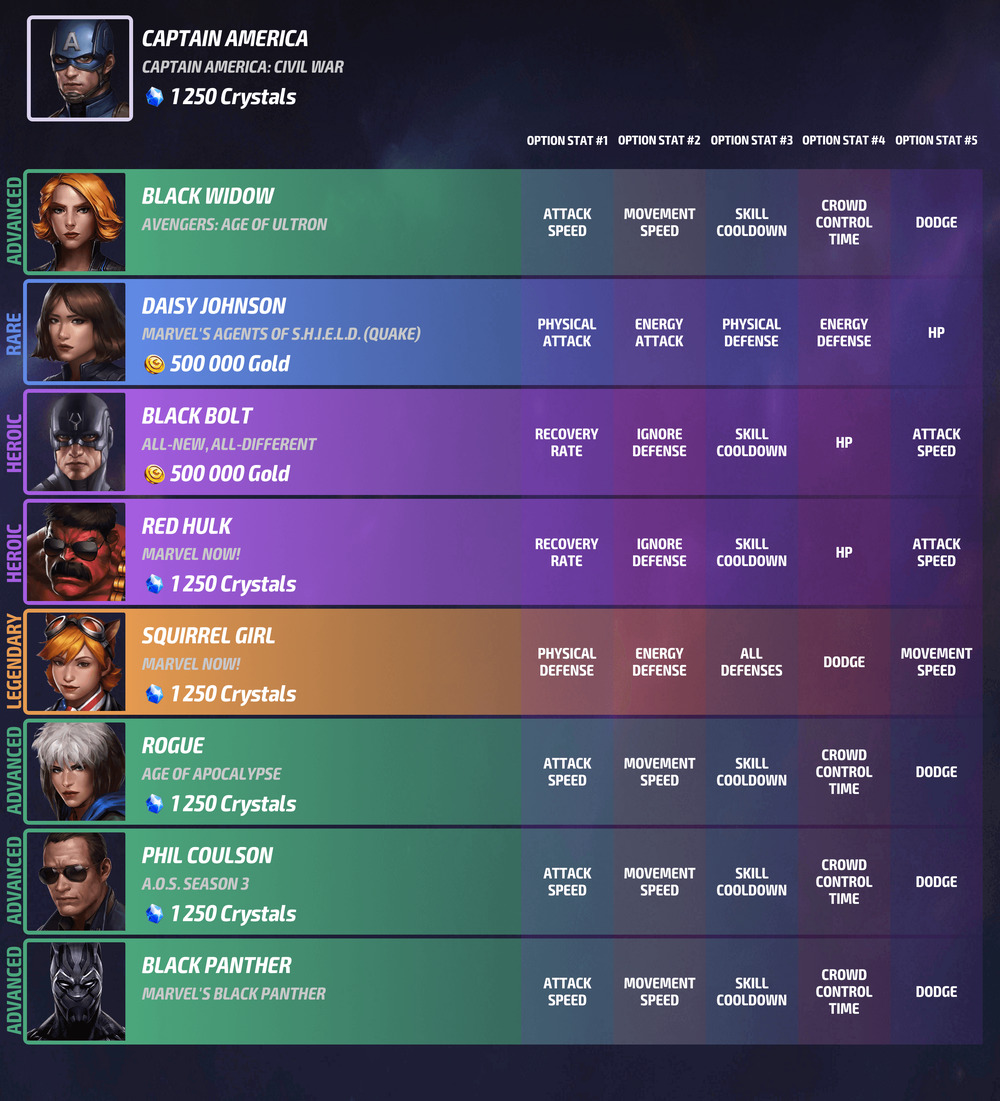 A
CAPTAIN AMERICA
CAPTAIN AMERICA: CIVIL WAR
1 250 Crystals
OPTION STAT #1 OPTION STAT #2 OPTION STAT #3 OPTION STAT #4 OPTION STAT #5
ADVANCED
BLACK WIDOW
AVENGERS: AGE OF ULTRON
ATTACK SPEED
MOVEMENT SPEED
SKILL COOLDOWN
CROWD CONTROL TIME
DODGE
RARE
DAISY JOHNSON
MARVEL'S AGENTS OF S.H.I.E.L.D. (QUAKE)
500 000 Gold
PHYSICAL ATTACK
ENERGY ATTACK
PHYSICAL DEFENSE
ENERGY DEFENSE
HP
HEROIC
BLACK BOLT
ALL-NEW, ALL-DIFFERENT
500 000 Gold
RECOVERY RATE
IGNORE DEFENSE
SKILL COOLDOWN
HP
ATTACK SPEED
HEROIC
RED HULK
MARVEL NOW!
1 250 Crystals
RECOVERY RATE
IGNORE DEFENSE
SKILL COOLDOWN
HP
ATTACK SPEED
LEGENDARY
SQUIRREL GIRL
MARVEL NOW!
1 250 Crystals
PHYSICAL DEFENSE
ENERGY DEFENSE
ALL DEFENSES
DODGE
MOVEMENT SPEED
ADVANCED
ROGUE
AGE OF APOCALYPSE
1 250 Crystals
ATTACK SPEED
MOVEMENT SPEED
SKILL COOLDOWN
CROWD CONTROL TIME
DODGE
ADVANCED
PHIL COULSON
A.O.S. SEASON 3
1 250 Crystals
ATTACK SPEED
MOVEMENT SPEED
SKILL COOLDOWN
CROWD CONTROL TIME
DODGE
ADVANCED
BLACK PANTHER
MARVEL'S BLACK PANTHER
ATTACK SPEED
MOVEMENT SPEED
SKILL COOLDOWN
CROWD CONTROL TIME
DODGE